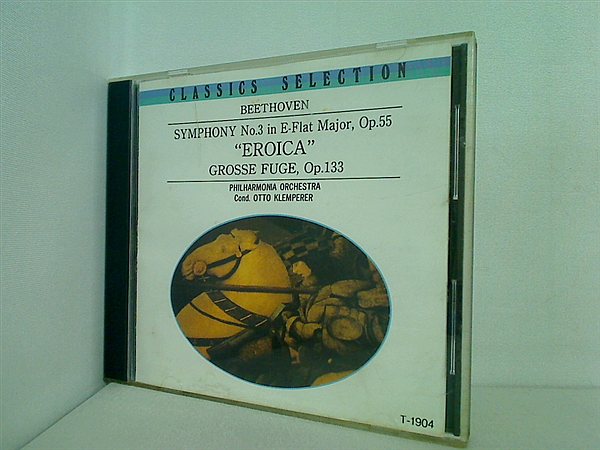 CLASSICS SELECTION
BEETHOVEN
SYMPHONY No.3 in E-Flat Major, Op.55
“EROICA”
GROSSE FUGE, Op.133
PHILHARMONIA ORCHESTRA
Cond. OTTO KLEMPERER
T-1904